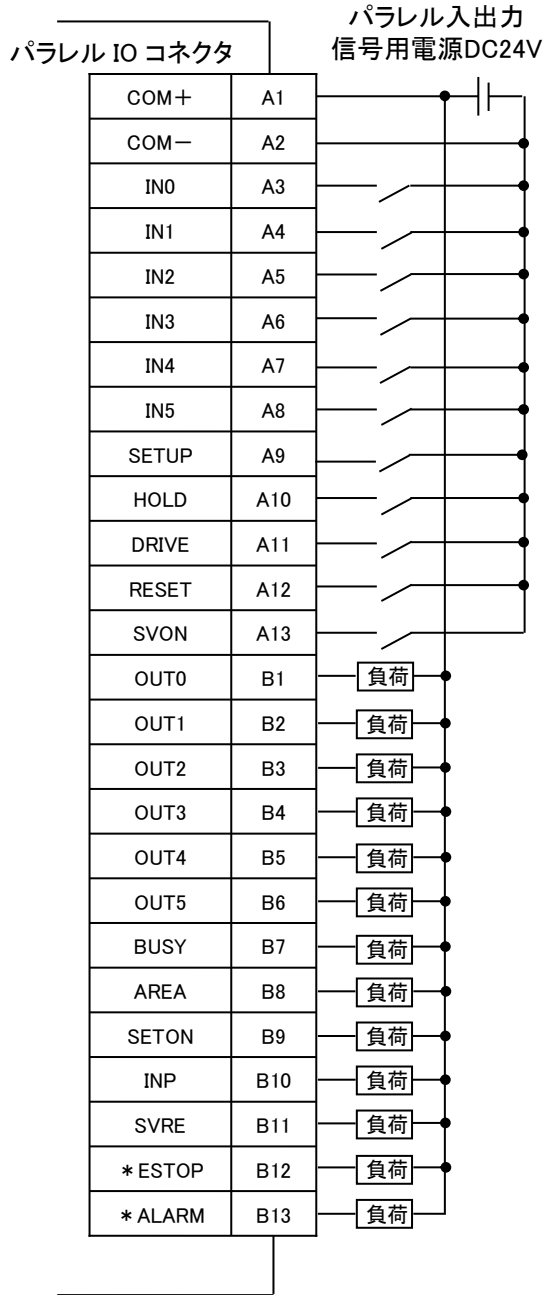 パラレル入出力
信号用電源DC24V
パラレル IO コネクタ
COM＋ A1
COM－ A2
IN0 A3
IN1 A4
IN2 A5
IN3 A6
IN4 A7
IN5 A8
SETUP A9
HOLD A10
DRIVE A11
RESET A12
SVON A13
OUT0 B1 負荷
OUT1 B2 負荷
OUT2 B3 負荷
OUT3 B4 負荷
OUT4 B5 負荷
OUT5 B6 負荷
BUSY B7 負荷
AREA B8 負荷
SETON B9 負荷
INP B10 負荷
SVRE B11 負荷
＊ESTOP B12 負荷
＊ALARM B13 負荷